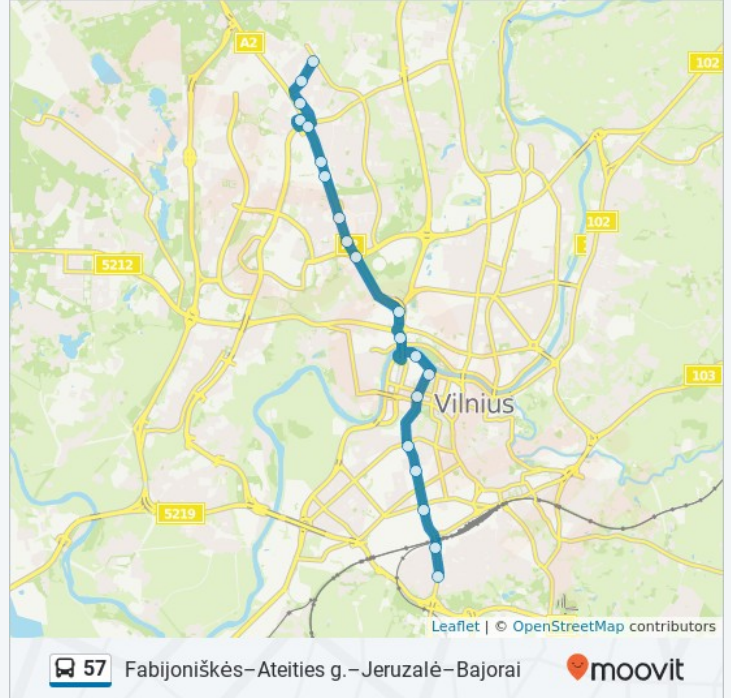 A2
102
102
5212
103
Vilnius
5219
Leaflet | © OpenStreetMap contributors
57 Fabijoniškės–Ateities g.–Jeruzalė–Bajorai
moovit